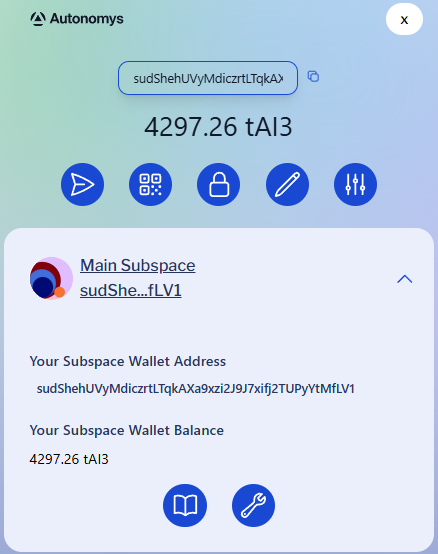 Autonomys
x
sudShehUVyMdiczrtLTqkAX
4297.26 tAI3
Main Subspace
sudShe...fLV1
Your Subspace Wallet Address
sudShehUVyMdiczrtLTqkAXa9xzi2J9J7xifj2TUPyYtMfLV1
Your Subspace Wallet Balance
4297.26 tAI3